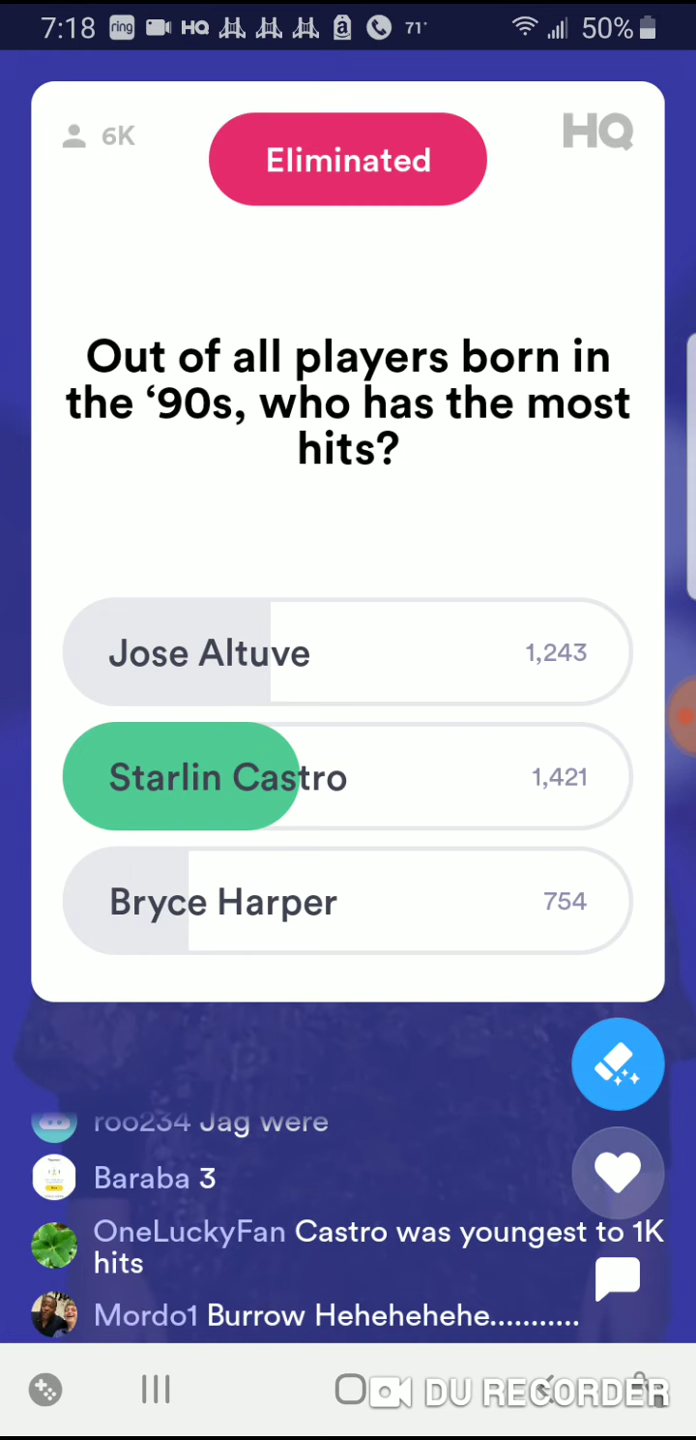 7:18 ring HQ a 71° 50%
6K Eliminated HQ
Out of all players born in
the ‘90s, who has the most
hits?
Jose Altuve 1,243
Starlin Castro 1,421
Bryce Harper 754
roo234 Jag were
Baraba 3
OneLuckyFan Castro was youngest to 1K
hits
Mordo1 Burrow Hehehehehe...........
DU RECORDER